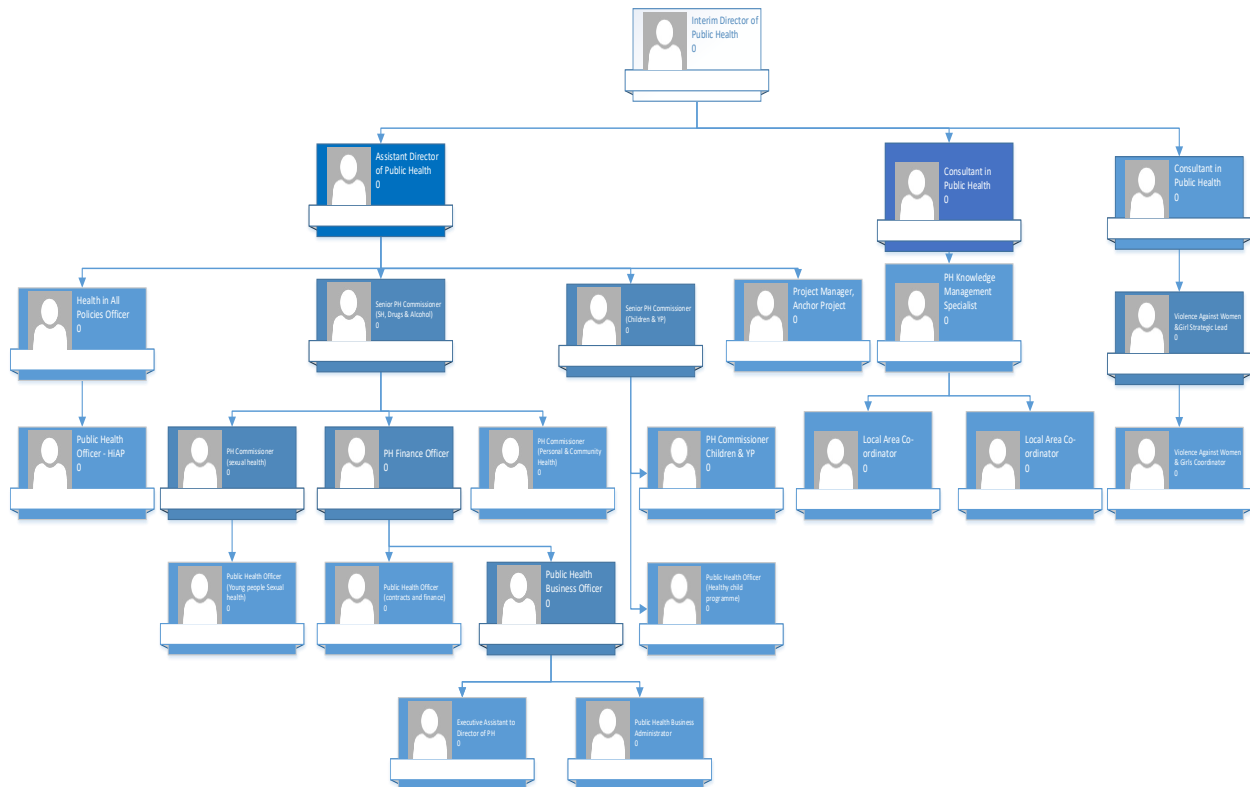 Interim Director of
Public Health
0
Assistant Director
of Public Health
0
Consultant in
Public Health
0
Consultant in
Public Health
0
Health in All
Policies Officer
0
Senior PH Commissioner
(SH, Drugs & Alcohol)
0
Senior PH Commissioner
(Children & YP)
0
Project Manager,
Anchor Project
0
PH Knowledge
Management
Specialist
0
Violence Against Women
&Girl Strategic Lead
0
Public Health
Officer - HiAP
0
PH Commissioner
(sexual health)
0
PH Finance Officer
0
PH Commissioner
(Personal & Community
Health)
0
PH Commissioner
Children & YP
0
Local Area Co-
ordinator
0
Local Area Co-
ordinator
0
Violence Against Women
& Girls Coordinator
0
Public Health Officer
(Young people Sexual
health)
0
Public Health Officer
(contracts and finance)
0
Public Health
Business Officer
0
Public Health Officer
(Healthy child
programme)
0
Executive Assistant to
Director of PH
0
Public Health Business
Administrator
0